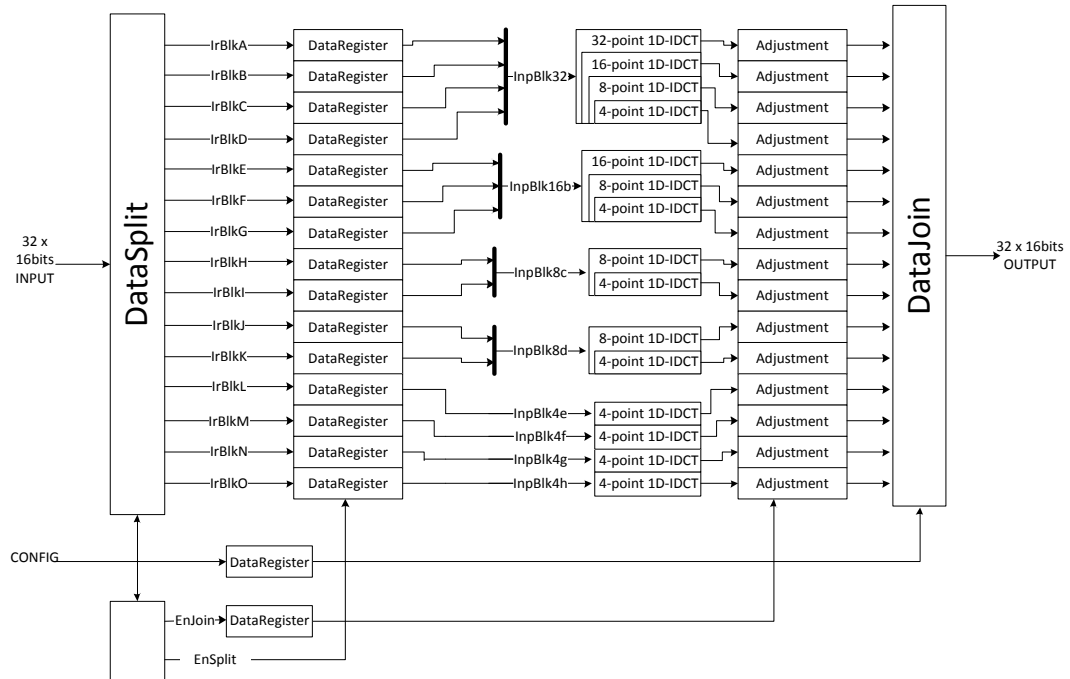 IrBlkA DataRegister 32-point 1D-IDCT Adjustment
IrBlkB DataRegister InpBlk32 16-point 1D-IDCT Adjustment
IrBlkC DataRegister 8-point 1D-IDCT Adjustment
IrBlkD DataRegister 4-point 1D-IDCT Adjustment
IrBlkE DataRegister 16-point 1D-IDCT Adjustment
IrBlkF DataRegister InpBlk16b 8-point 1D-IDCT Adjustment
IrBlkG DataRegister 4-point 1D-IDCT Adjustment
32 x
16bits
INPUT
DataSplit
IrBlkH DataRegister InpBlk8c 8-point 1D-IDCT Adjustment
DataJoin
32 x 16bits
OUTPUT
IrBlkI DataRegister 4-point 1D-IDCT Adjustment
IrBlkJ DataRegister 8-point 1D-IDCT Adjustment
IrBlkK DataRegister InpBlk8d 4-point 1D-IDCT Adjustment
IrBlkL DataRegister InpBlk4e 4-point 1D-IDCT Adjustment
IrBlkM DataRegister InpBlk4f 4-point 1D-IDCT Adjustment
IrBlkN DataRegister InpBlk4g 4-point 1D-IDCT Adjustment
IrBlkO DataRegister InpBlk4h 4-point 1D-IDCT Adjustment
CONFIG DataRegister
EnJoin DataRegister
EnSplit